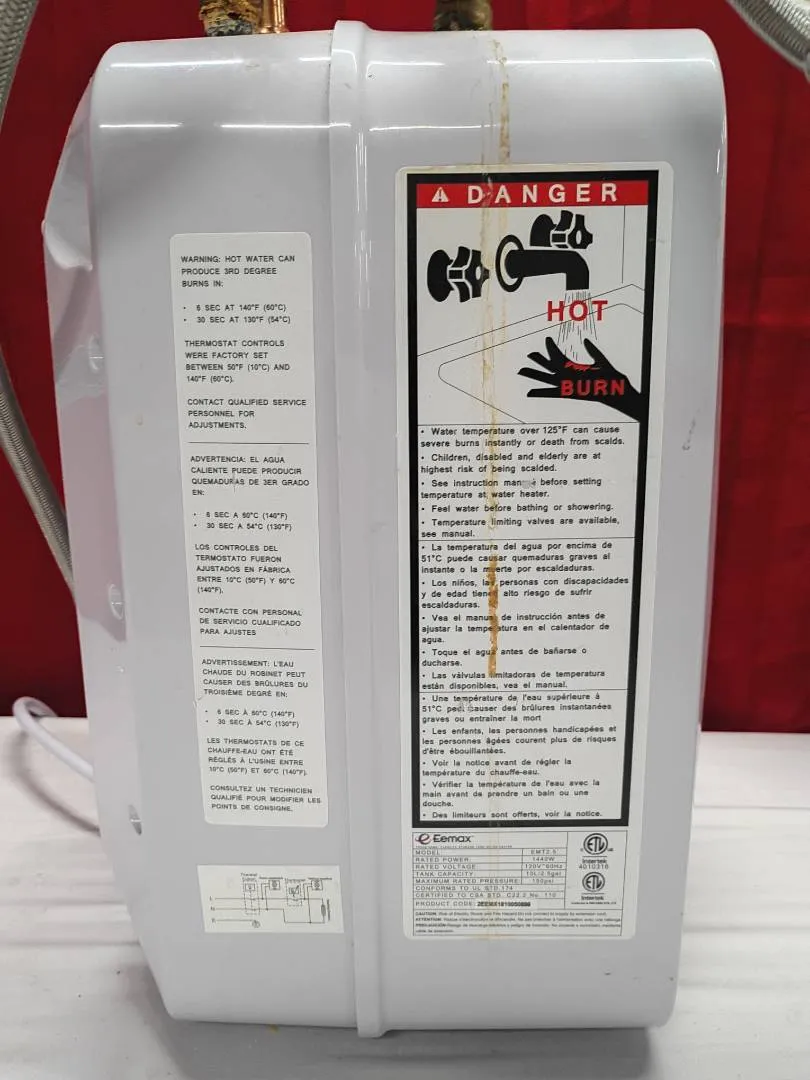 WARNING: HOT WATER CAN
PRODUCE 3RD DEGREE
BURNS IN:
• 6 SEC AT 140°F (60°C)
• 30 SEC AT 130°F (54°C)
THERMOSTAT CONTROLS
WERE FACTORY SET
BETWEEN 50°F (10°C) AND
140°F (60°C).
CONTACT QUALIFIED SERVICE
PERSONNEL FOR
ADJUSTMENTS.
ADVERTENCIA: EL AGUA
CALIENTE PUEDE PRODUCIR
QUEMADURAS DE 3ER GRADO
EN:
• 6 SEC A 60°C (140°F)
• 30 SEC A 54°C (130°F)
LOS CONTROLES DEL
TERMOSTATO FUERON
AJUSTADOS EN FÁBRICA
ENTRE 10°C (50°F) Y 60°C
(140°F).
CONTACTE CON PERSONAL
DE SERVICIO CUALIFICADO
PARA AJUSTES
ADVERTISSEMENT: L'EAU
CHAUDE DU ROBINET PEUT
CAUSER DES BRÛLURES DU
TROISIÈME DEGRÉ EN:
• 6 SEC À 60°C (140°F)
• 30 SEC À 54°C (130°F)
LES THERMOSTATS DE CE
CHAUFFE-EAU ONT ÉTÉ
RÉGLÉS À L'USINE ENTRE
10°C (50°F) ET 60°C (140°F).
CONSULTEZ UN TECHNICIEN
QUALIFIÉ POUR MODIFIER LES
POINTS DE CONSIGNE.
L
N
E
DANGER
HOT
BURN
• Water temperature over 125°F can cause
severe burns instantly or death from scalds.
• Children, disabled and elderly are at
highest risk of being scalded.
• See instruction before setting
temperature at water heater.
• Feel water before bathing or showering.
• Temperature limiting valves are available,
see manual.
• La temperatura del agua por encima de
51°C puede causar quemaduras graves al
instante o la muerte por escaldaduras.
• Los niños, las personas con discapacidades
y de edad tienen alto riesgo de sufrir
escaldaduras.
• Vea el manual de instrucción antes de
ajustar la temperatura en el calentador de
agua.
• Toque el agua antes de bañarse o
ducharse.
• Las válvulas limitadoras de temperatura
están disponibles, vea el manual.
• Une température de l'eau supérieure à
51°C peut causer des brûlures instantanées
graves ou entraîner la mort
• Les enfants, les personnes handicapées et
les personnes âgées courent plus de risques
d'être ébouillantées.
• Voir la notice avant de régler la
température du chauffe-eau.
• Vérifier la température de l'eau avec la
main avant de prendre un bain ou une
douche.
• Des limiteurs sont offerts, voir la notice.
Eemax
MODEL: EMT2.5
RATED POWER: 1440W
RATED VOLTAGE: 120V~60Hz
TANK CAPACITY: 10L/2.5gal
MAXIMUM RATED PRESSURE: 150psi
CONFORMS TO UL STD.174
CERTIFIED TO CSA STD. C22.2 No. 110
PRODUCT CODE:
ETL
Intertek
4010316
ETL
Intertek